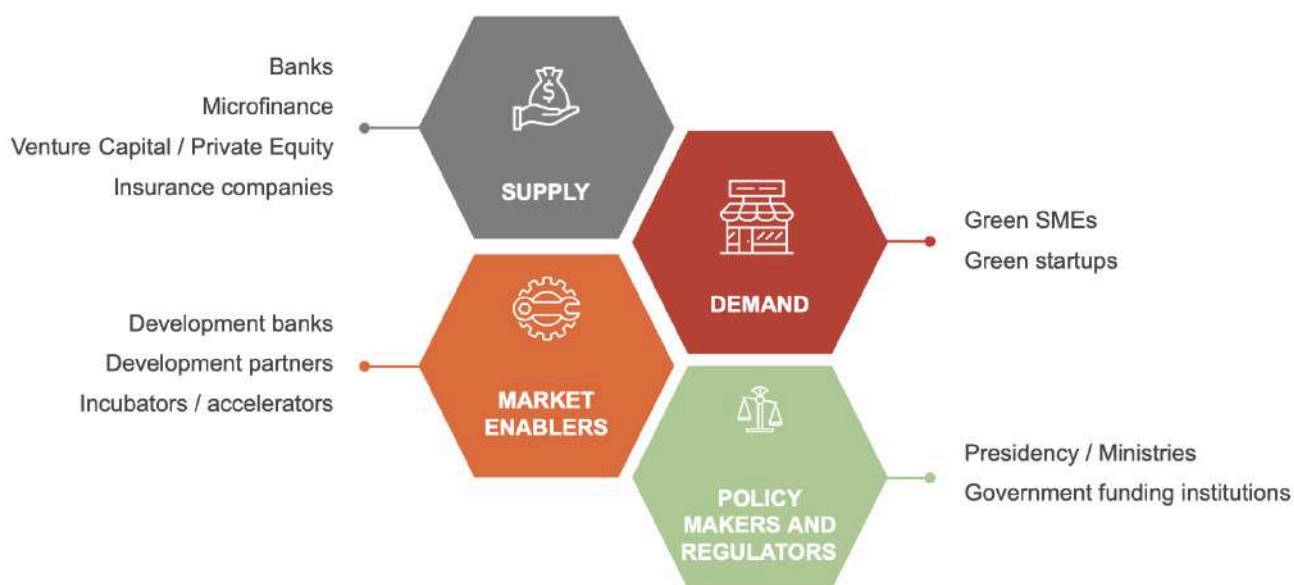 Banks
Microfinance
Venture Capital / Private Equity
Insurance companies
$
SUPPLY
DEMAND
Green SMEs
Green startups
Development banks
Development partners
Incubators / accelerators
MARKET
ENABLERS
POLICY
MAKERS AND
REGULATORS
Presidency / Ministries
Government funding institutions